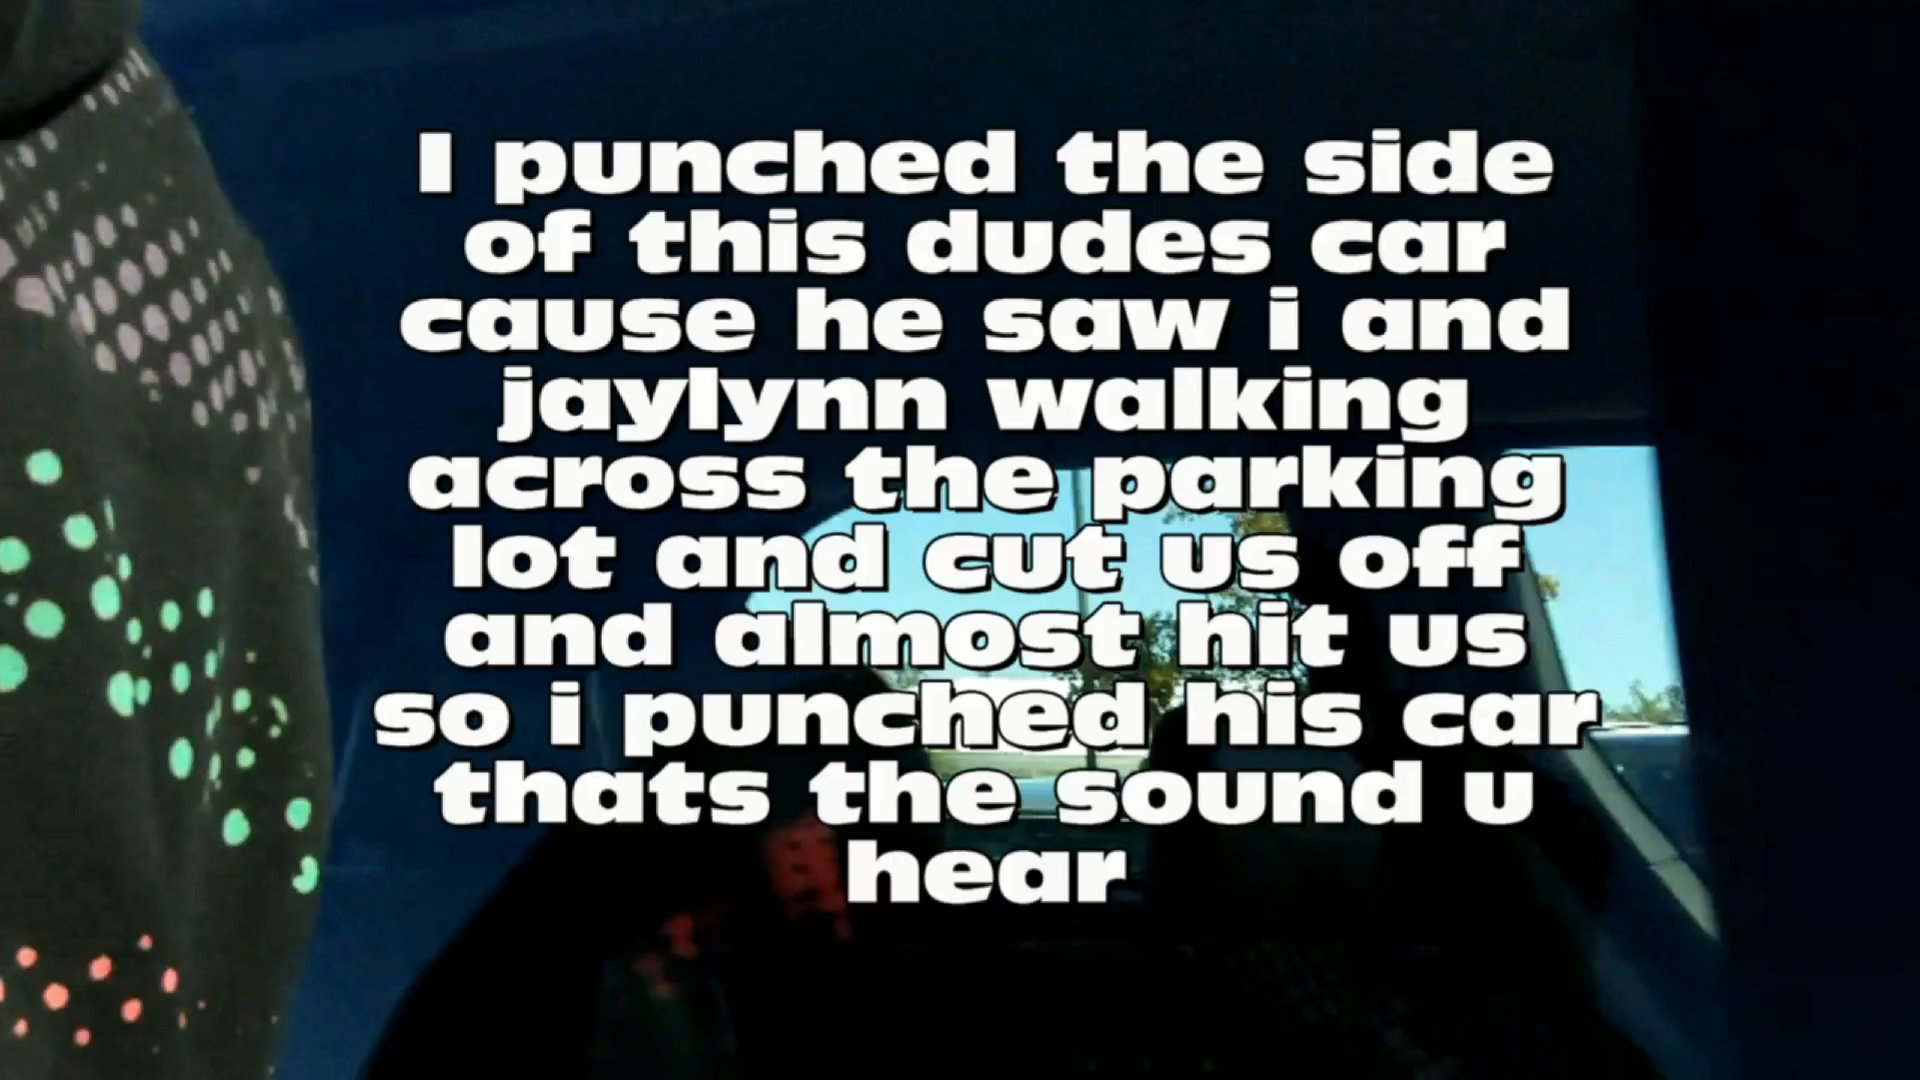 I punched the side
of this dudes car
cause he saw i and
jaylynn walking
across the parking
lot and cut us off
and almost hit us
so i punched his car
thats the sound u
hear